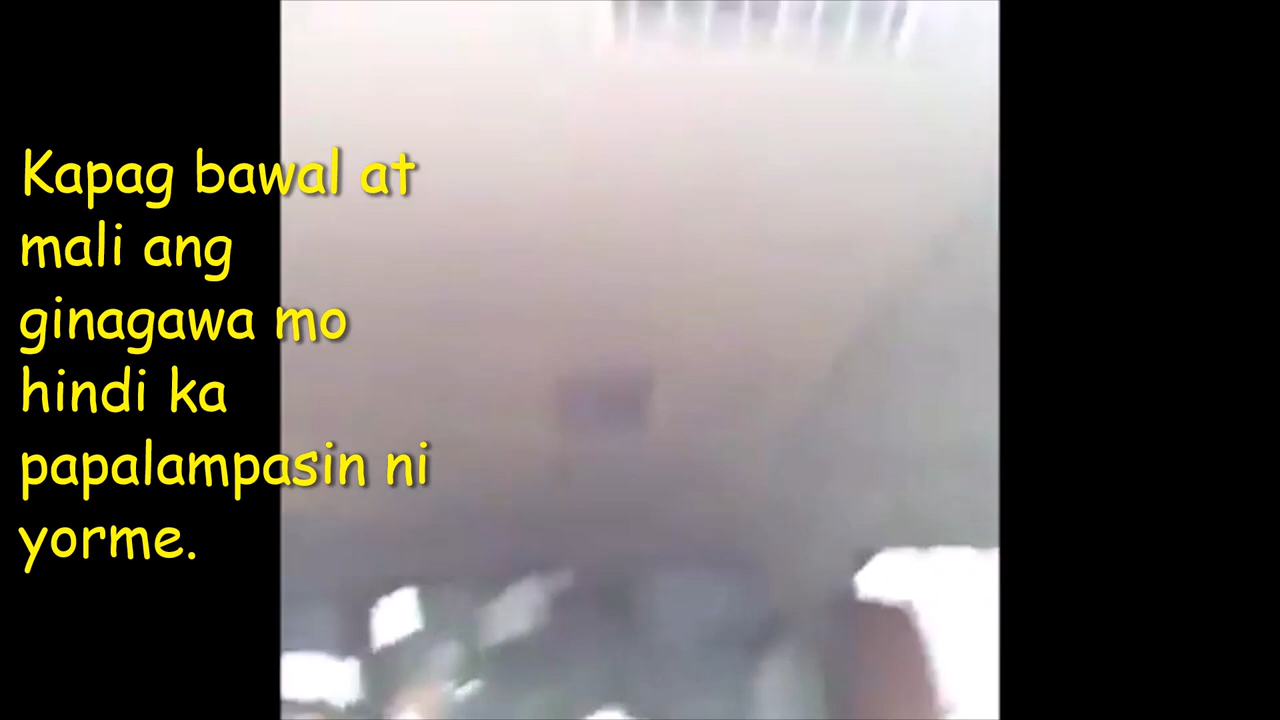 Kapag bawal at
mali ang
ginagawa mo
hindi ka
papalampasin ni
yorme.